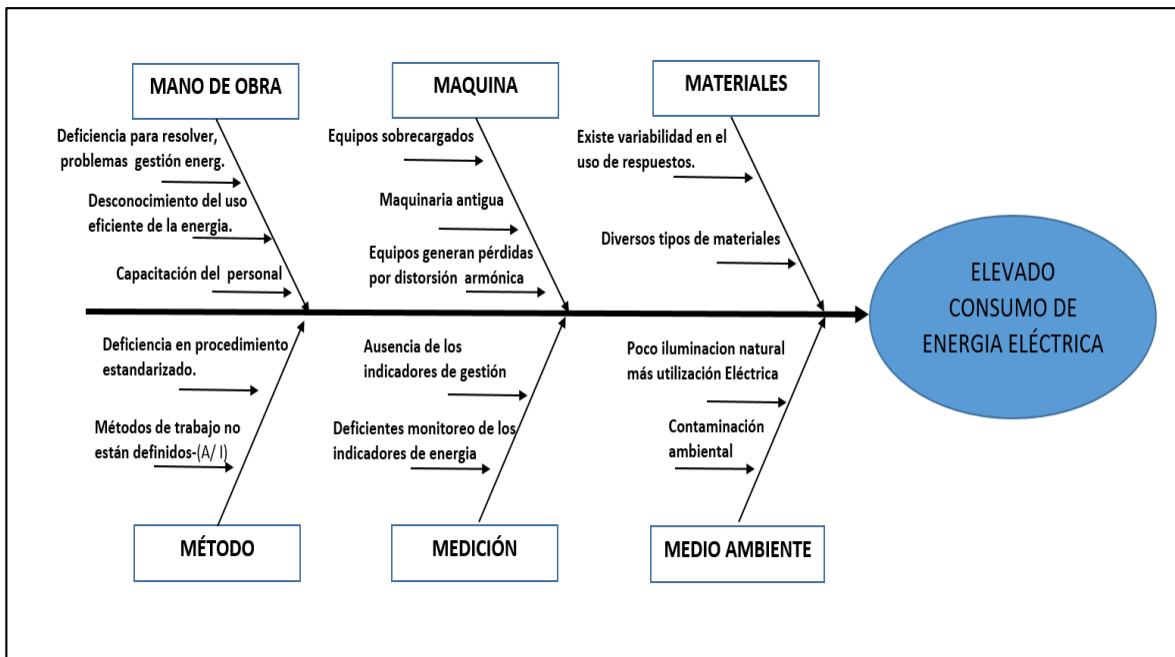 MANO DE OBRA
MAQUINA
MATERIALES
Deficiencia para resolver,
problemas gestión energ.
Desconocimiento del uso
eficiente de la energia.
Capacitación del personal
Equipos sobrecargados
Maquinaria antigua
Equipos generan pérdidas
por distorsión armónica
Existe variabilidad en el
uso de respuestos.
Diversos tipos de materiales
ELEVADO
CONSUMO DE
ENERGIA ELÉCTRICA
Deficiencia en procedimiento
estandarizado.
Métodos de trabajo no
están definidos-(A/ I)
Ausencia de los
indicadores de gestión
Deficientes monitoreo de los
indicadores de energia
Poco iluminacion natural
más utilización Eléctrica
Contaminación
ambiental
MÉTODO
MEDICIÓN
MEDIO AMBIENTE